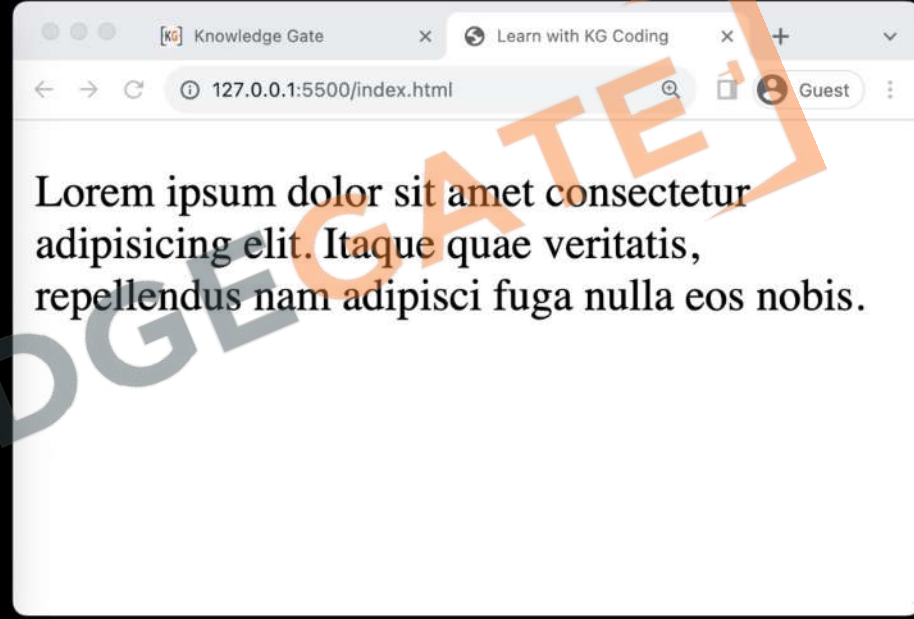 [KG] Knowledge Gate
Learn with KG Coding
127.0.0.1:5500/index.html
Guest
Lorem ipsum dolor sit amet consectetur
adipisicing elit. Itaque quae veritatis,
repellendus nam adipisci fuga nulla eos nobis.
DGEGATE